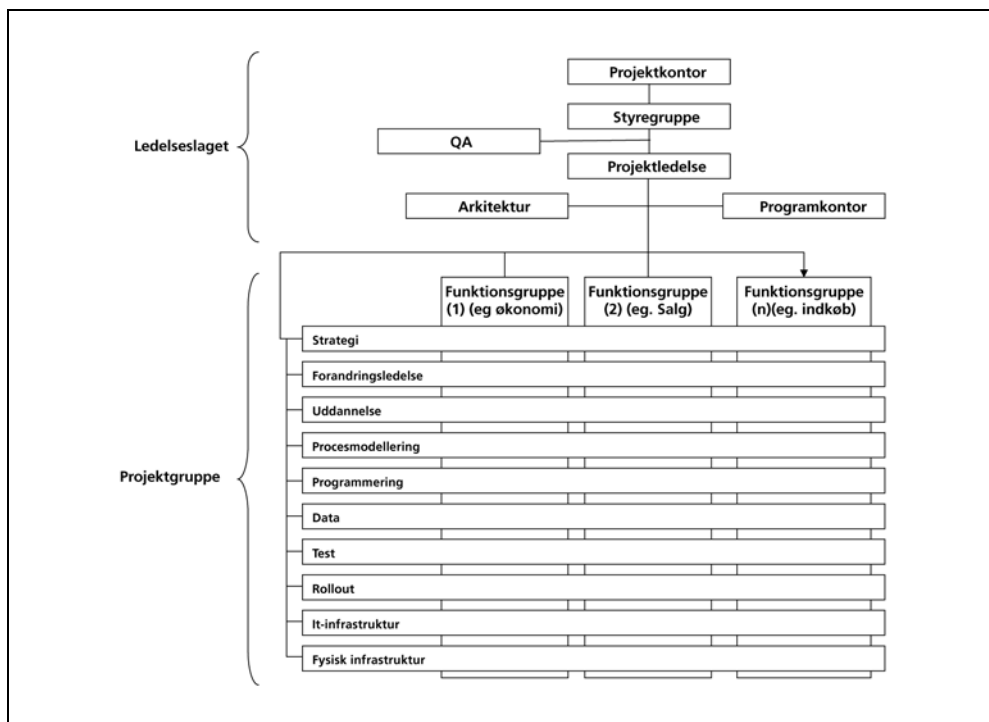 Projektkontor
Styregruppe
QA
Ledelseslaget
Projektledelse
Arkitektur
Programkontor
Funktionsgruppe
(1) (eg økonomi)
Funktionsgruppe
(2) (eg. Salg)
Funktionsgruppe
(n)(eg. indkøb)
Strategi
Forandringsledelse
Uddannelse
Procesmodellering
Projektgruppe
Programmering
Data
Test
Rollout
It-infrastruktur
Fysisk infrastruktur